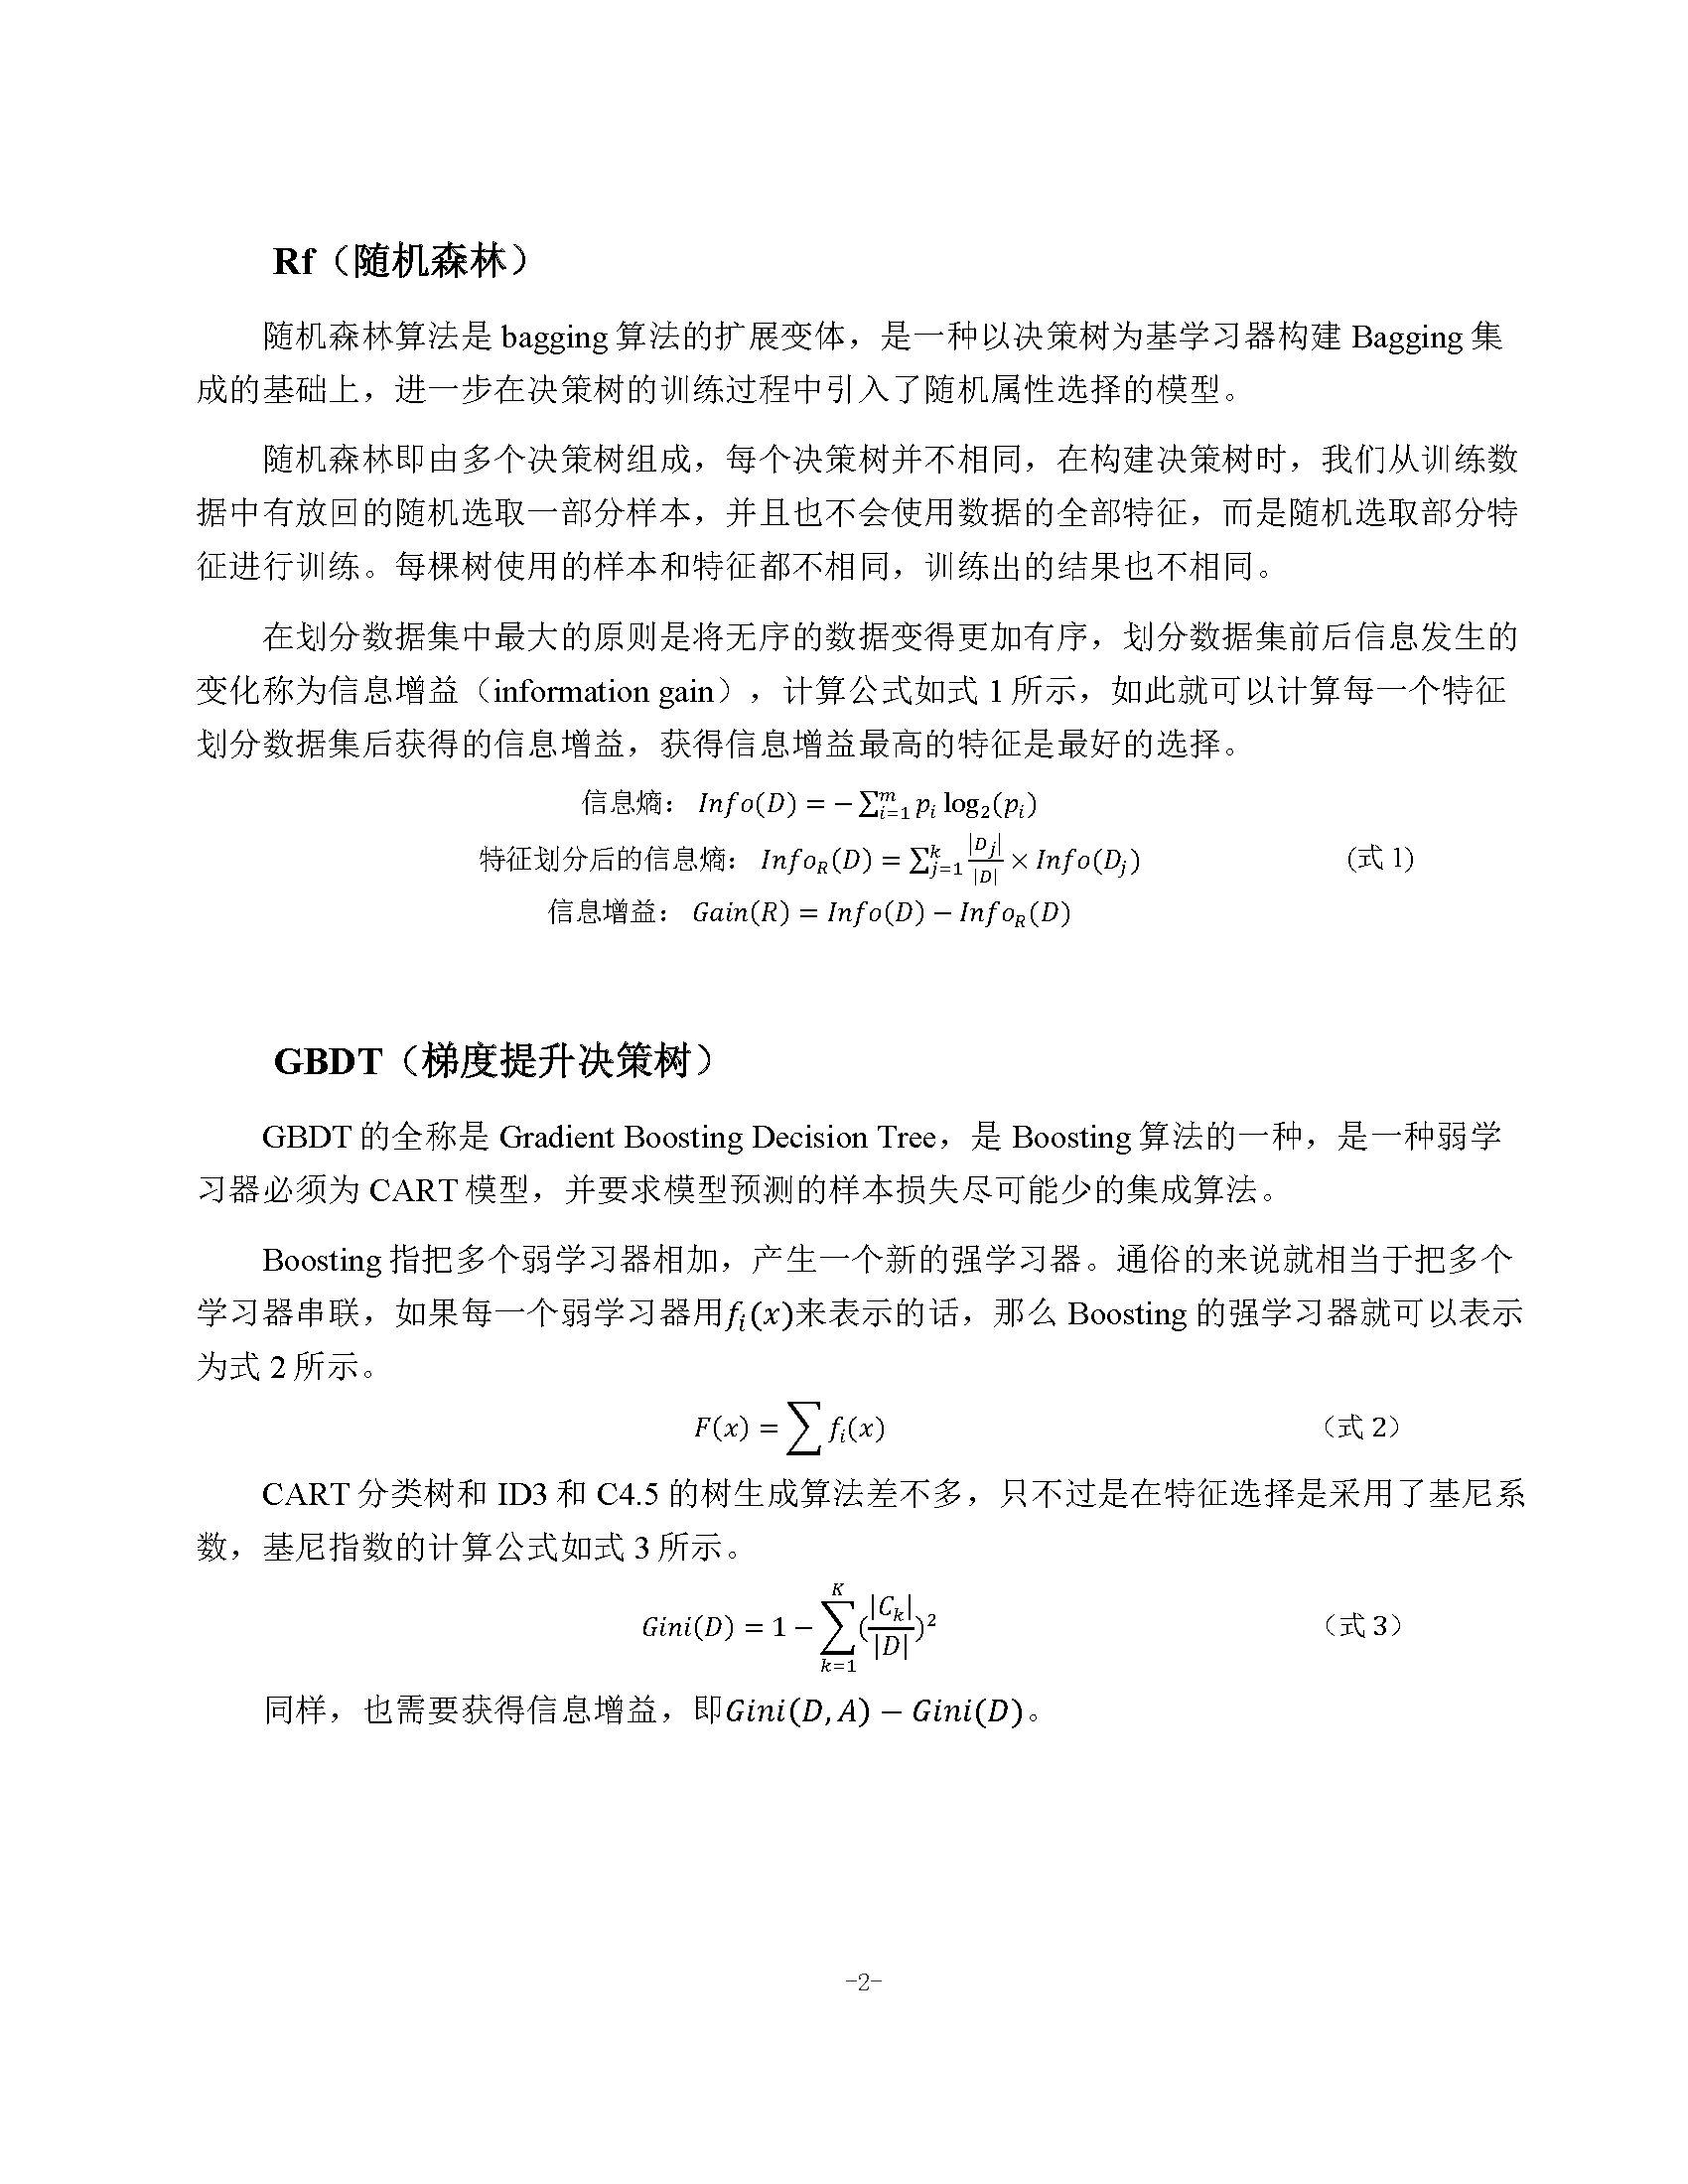 Rf（随机森林）
随机森林算法是 bagging 算法的扩展变体，是一种以决策树为基学习器构建 Bagging 集
成的基础上，进一步在决策树的训练过程中引入了随机属性选择的模型。
随机森林即由多个决策树组成，每个决策树并不相同，在构建决策树时，我们从训练数
据中有放回的随机选取一部分样本，并且也不会使用数据的全部特征，而是随机选取部分特
征进行训练。每棵树使用的样本和特征都不相同，训练出的结果也不相同。
在划分数据集中最大的原则是将无序的数据变得更加有序，划分数据集前后信息发生的
变化称为信息增益（information gain），计算公式如式 1 所示，如此就可以计算每一个特征
划分数据集后获得的信息增益，获得信息增益最高的特征是最好的选择。
信息熵： $Info(D) = -\sum_{i=1}^{m} p_i \log_2(p_i)$
特征划分后的信息熵： $Info_R(D) = \sum_{j=1}^{k} \frac{|D_j|}{|D|} \times Info(D_j)$ (式 1)
信息增益： $Gain(R) = Info(D) - Info_R(D)$
GBDT（梯度提升决策树）
GBDT 的全称是 Gradient Boosting Decision Tree，是 Boosting 算法的一种，是一种弱学
习器必须为 CART 模型，并要求模型预测的样本损失尽可能少的集成算法。
Boosting 指把多个弱学习器相加，产生一个新的强学习器。通俗的来说就相当于把多个
学习器串联，如果每一个弱学习器用$f_i(x)$来表示的话，那么 Boosting 的强学习器就可以表示
为式 2 所示。
$F(x) = \sum f_i(x)$ （式 2）
CART 分类树和 ID3 和 C4.5 的树生成算法差不多，只不过是在特征选择是采用了基尼系
数，基尼指数的计算公式如式 3 所示。
$Gini(D) = 1 - \sum_{k=1}^{K} (\frac{|C_k|}{|D|})^2$ （式 3）
同样，也需要获得信息增益，即$Gini(D, A) - Gini(D)$。
-2-